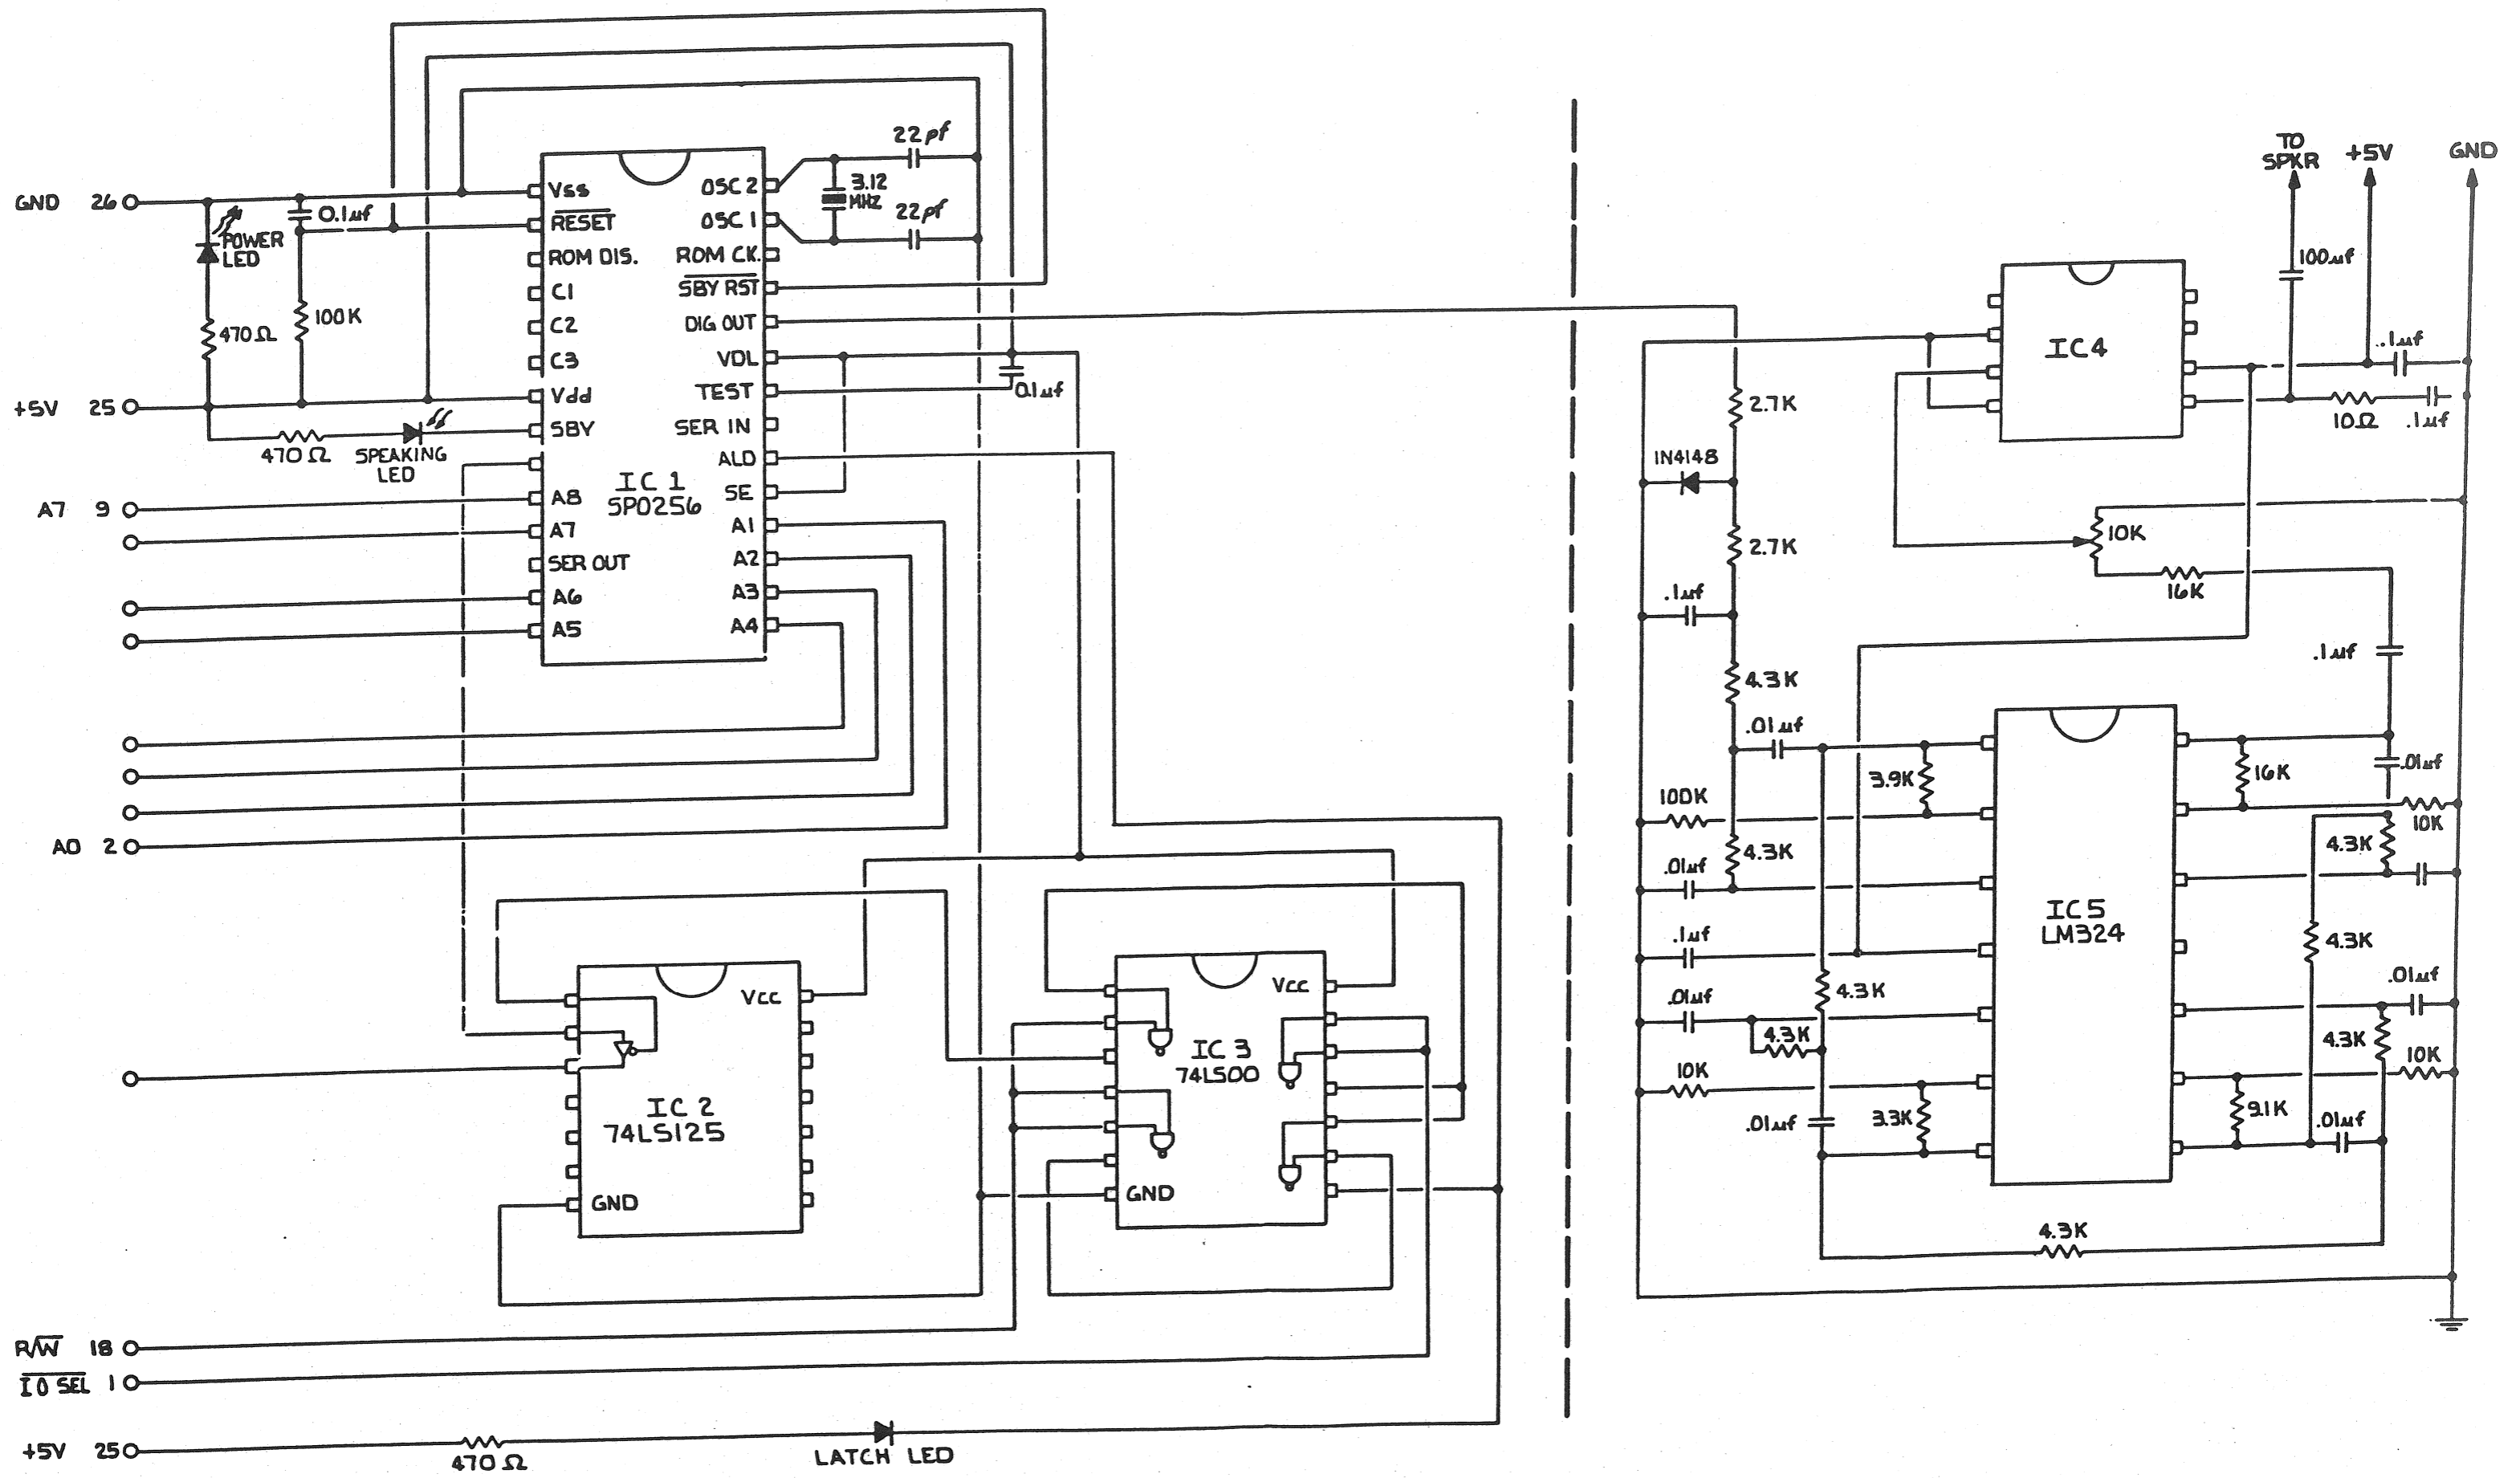 22pf
3.12
MHZ
22pf
GND 26
0.1uf
POWER
LED
470Ω
100K
+5V 25
470Ω
SPEAKING
LED
Vss
RESET
ROM DIS.
C1
C2
C3
Vdd
SBY
A8
A7
SER OUT
A6
A5
IC 1
SP0256
OSC 2
OSC 1
ROM CK.
SBY RST
DIG OUT
VDL
TEST
SER IN
ALD
SE
A1
A2
A3
A4
0.1uf
A7 9
A0 2
VCC
IC 2
74LS125
GND
VCC
IC 3
74LS00
GND
R/W 18
IO SEL 1
+5V 25
470Ω
LATCH LED
TO
SPKR
+5V
GND
100uf
IC4
.1uf
10Ω
.1uf
2.7K
1N4148
2.7K
10K
16K
.1uf
.1uf
4.3K
.01uf
3.9K
16K
.01uf
100K
10K
4.3K
4.3K
.01uf
IC5
LM324
.1uf
4.3K
.01uf
4.3K
.01uf
4.3K
4.3K
10K
10K
.01uf
3.3K
9.1K
.01uf
4.3K